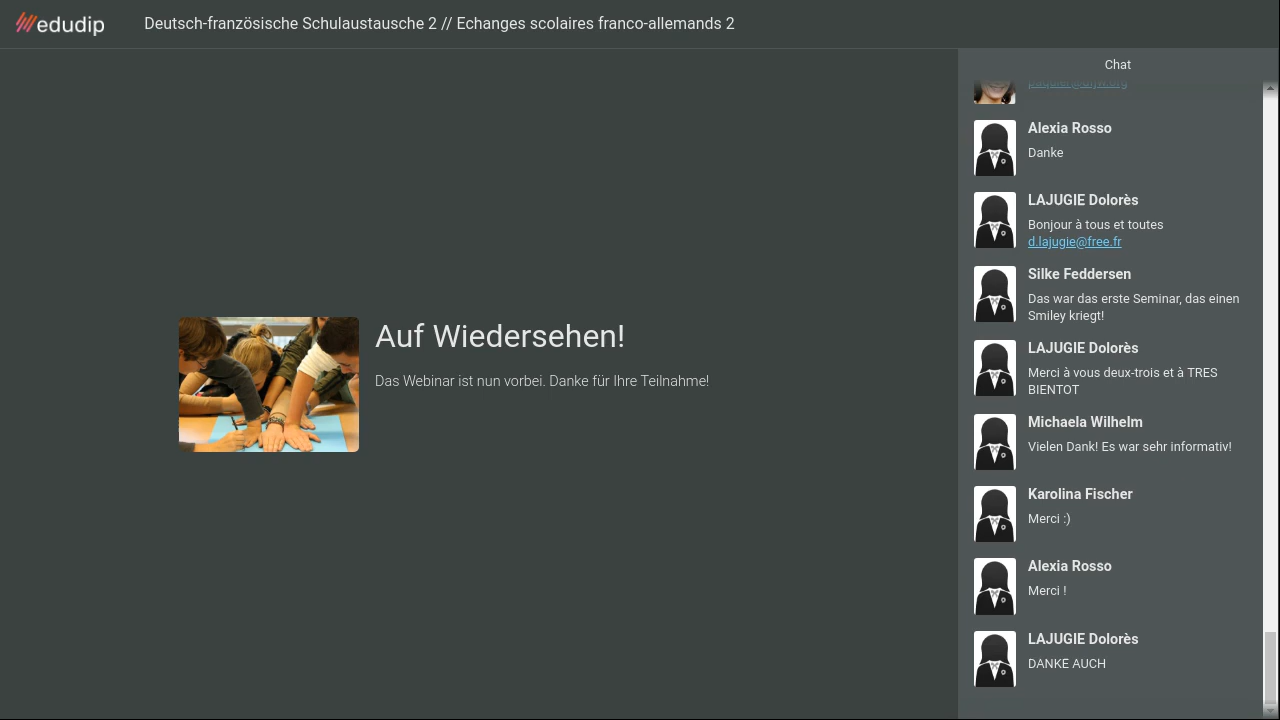 edudip
Deutsch-französische Schulaustausche 2 // Echanges scolaires franco-allemands 2
Chat
Alexia Rosso
Danke
LAJUGIE Dolorès
Bonjour à tous et toutes
d.lajugie@free.fr
Silke Feddersen
Das war das erste Seminar, das einen
Smiley kriegt!
LAJUGIE Dolorès
Merci à vous deux-trois et à TRES
BIENTOT
Michaela Wilhelm
Vielen Dank! Es war sehr informativ!
Karolina Fischer
Merci :)
Alexia Rosso
Merci !
LAJUGIE Dolorès
DANKE AUCH
Auf Wiedersehen!
Das Webinar ist nun vorbei. Danke für Ihre Teilnahme!